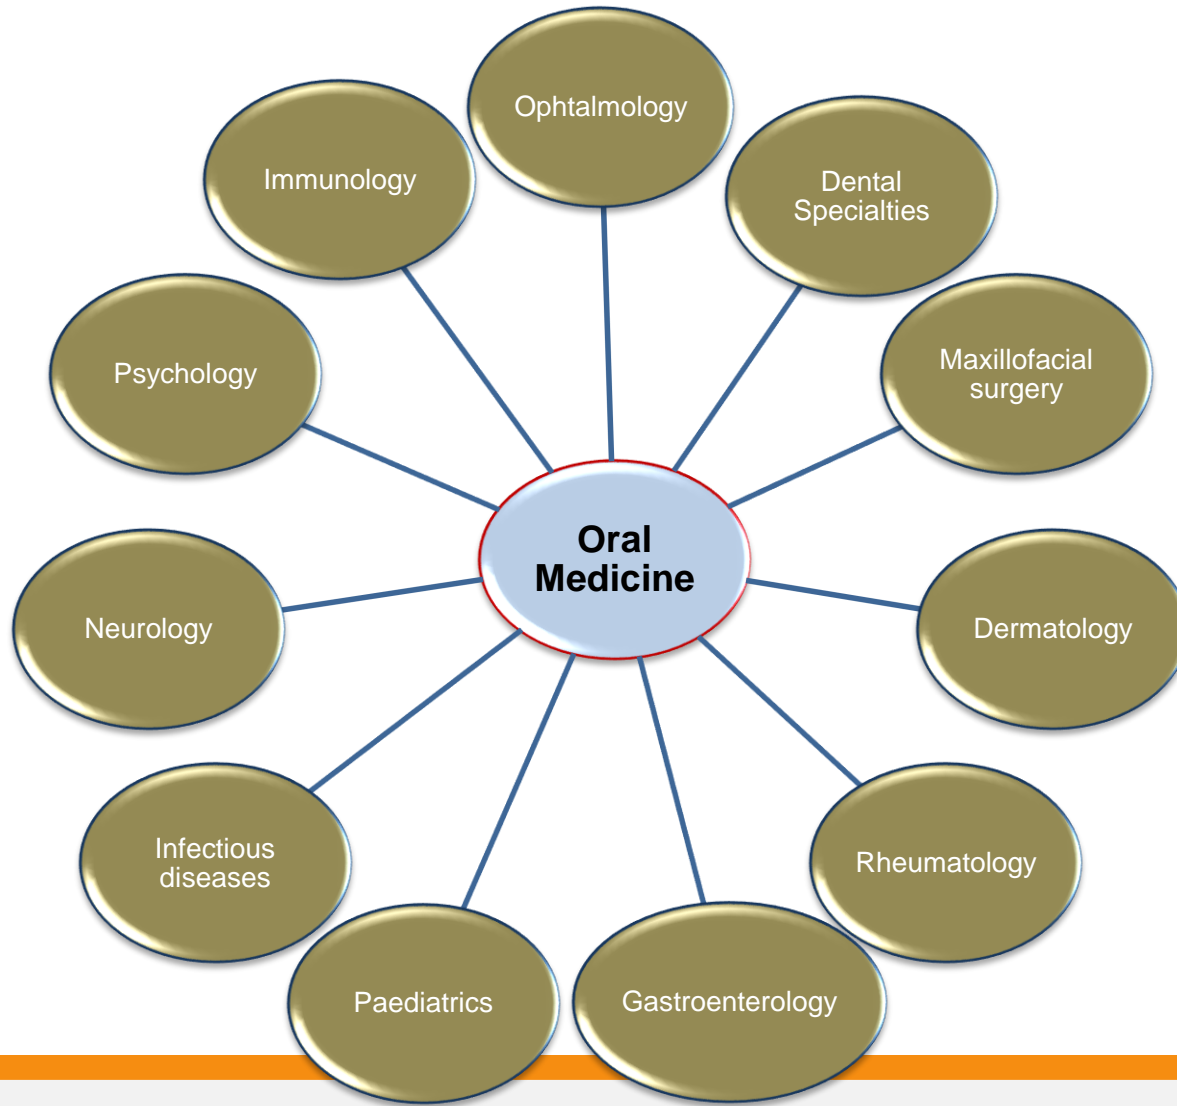 Ophtalmology
Immunology
Dental
Specialties
Psychology
Maxillofacial
surgery
Oral
Medicine
Neurology
Dermatology
Infectious
diseases
Rheumatology
Paediatrics
Gastroenterology